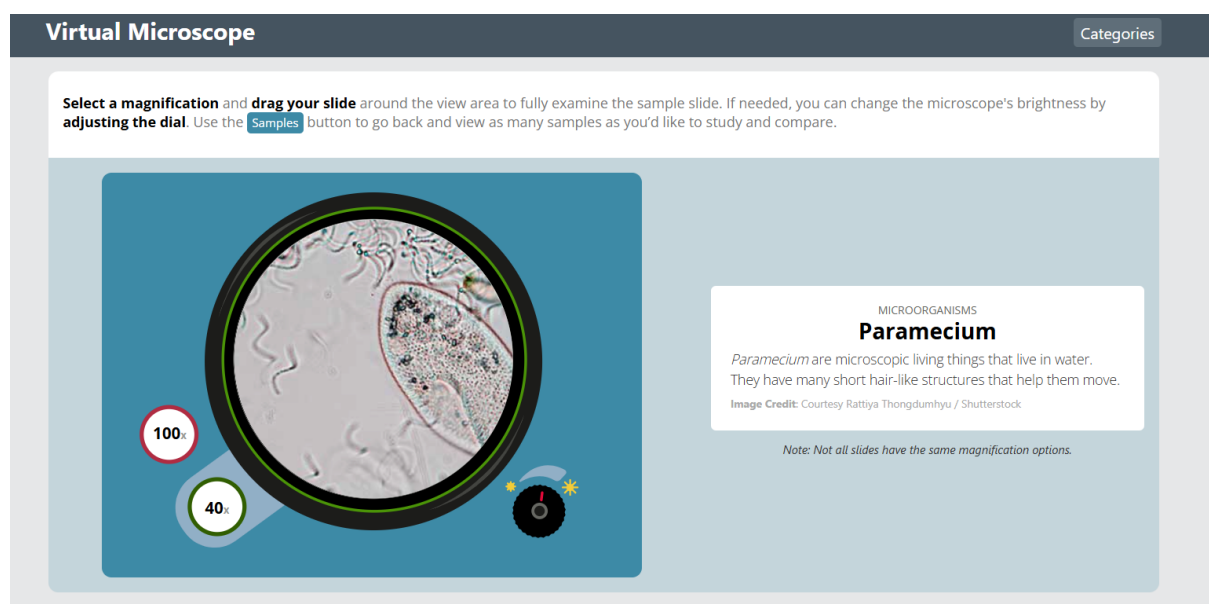 Virtual Microscope
Categories
Select a magnification and drag your slide around the view area to fully examine the sample slide. If needed, you can change the microscope's brightness by
adjusting the dial. Use the Samples button to go back and view as many samples as you'd like to study and compare.
MICROORGANISMS
Paramecium
Paramecium are microscopic living things that live in water.
They have many short hair-like structures that help them move.
Image Credit: Courtesy Rattiya Thongdumhyu / Shutterstock
100x
Note: Not all slides have the same magnification options.
40x